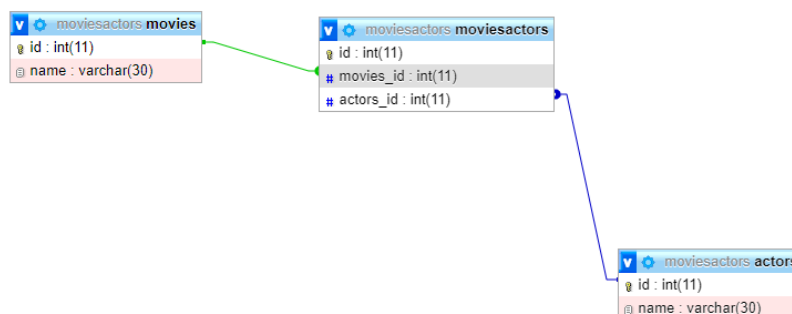 moviesactors movies
id : int(11)
name : varchar(30)
moviesactors moviesactors
id : int(11)
# movies_id : int(11)
# actors_id : int(11)
moviesactors actors
id : int(11)
name : varchar(30)